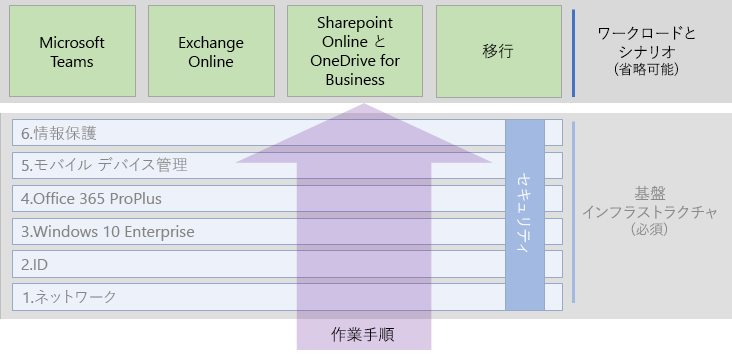 Microsoft
Teams
Exchange
Online
Sharepoint
Online と
OneDrive for
Business
移行
ワークロードと
シナリオ
(省略可能)
6.情報保護
5.モバイル デバイス管理
4.Office 365 ProPlus
3.Windows 10 Enterprise
2.ID
1.ネットワーク
セキュリティ
基盤
インフラストラクチャ
(必須)
作業手順